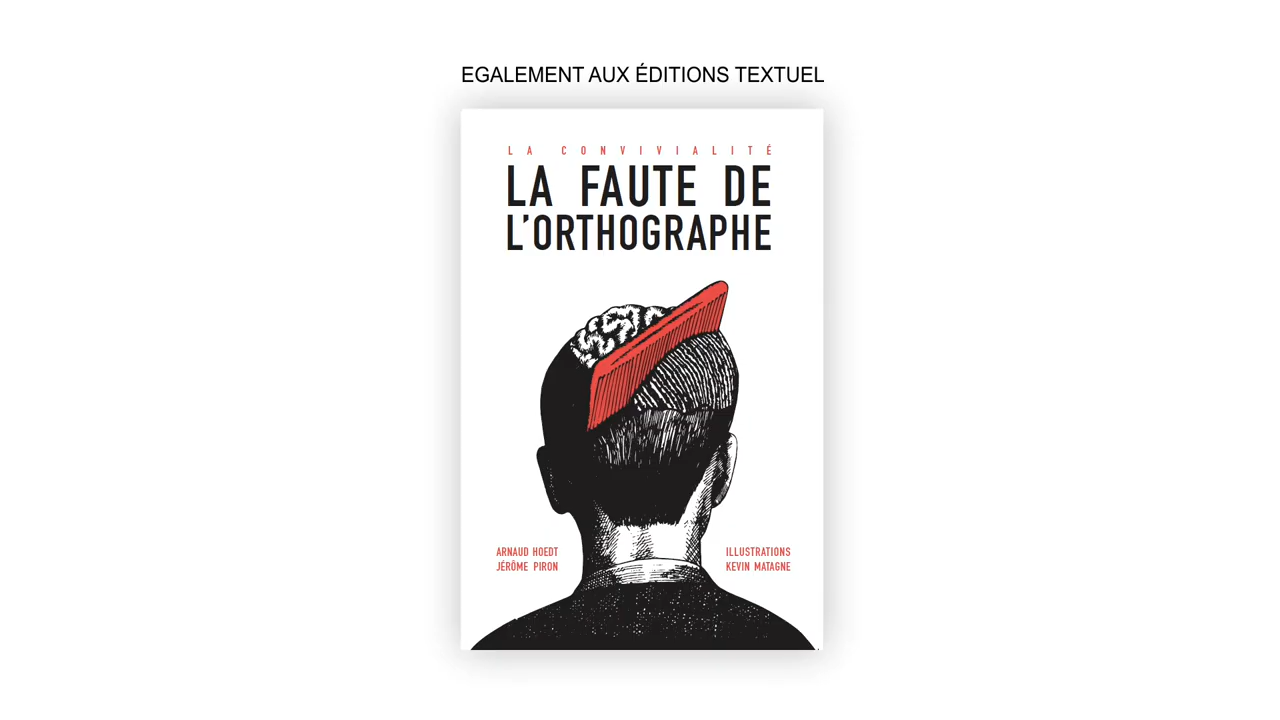 EGALEMENT AUX ÉDITIONS TEXTUEL
LA CONVIVIALITÉ
LA FAUTE DE
L'ORTHOGRAPHE
ARNAUD HOEDT
JÉRÔME PIRON
ILLUSTRATIONS
KEVIN MATAGNE